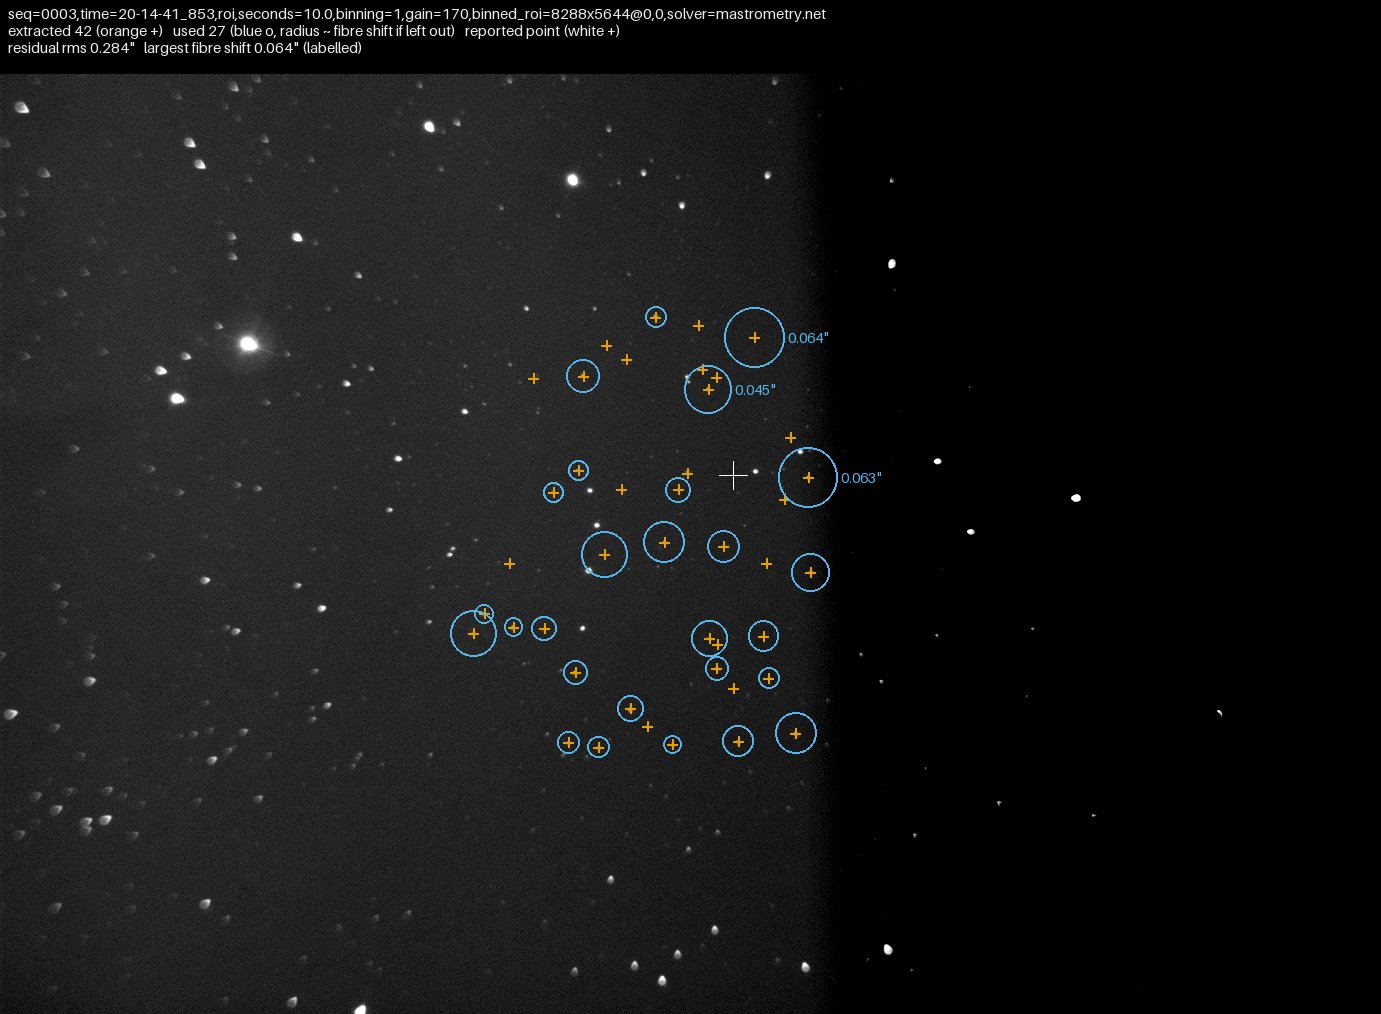 seq=0003,time=20-14-41_853,roi,seconds=10.0,binning=1,gain=170,binned_roi=8288x5644@0,0,solver=mastrometry.net
extracted 42 (orange +)   used 27 (blue o, radius ~ fibre shift if left out)   reported point (white +)
residual rms 0.284"   largest fibre shift 0.064" (labelled)
0.064"
0.045"
0.063"